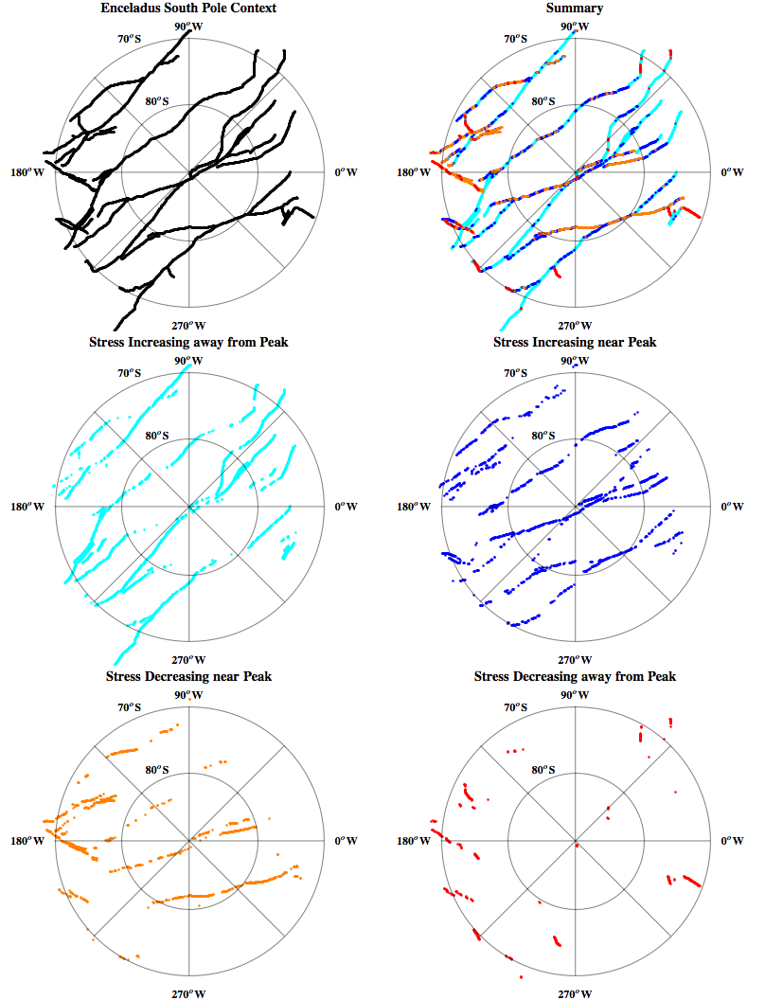 Enceladus South Pole Context
90°W
70°S
80°S
180°W
0°W
270°W
Summary
90°W
70°S
80°S
180°W
0°W
270°W
Stress Increasing away from Peak
90°W
70°S
80°S
180°W
0°W
270°W
Stress Increasing near Peak
90°W
70°S
80°S
180°W
0°W
270°W
Stress Decreasing near Peak
90°W
70°S
80°S
180°W
0°W
270°W
Stress Decreasing away from Peak
90°W
70°S
80°S
180°W
0°W
270°W